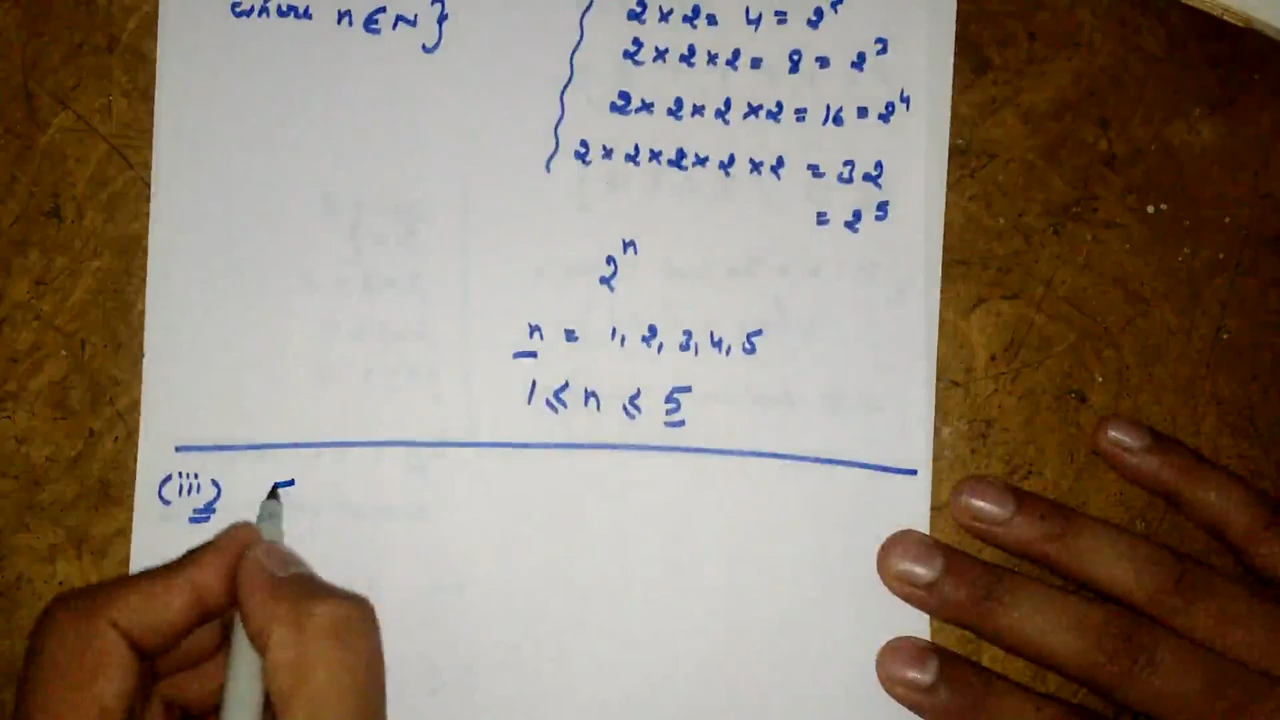 where n∈N}
2×2= 4 = 2²
2×2×2= 8 = 2³
2×2×2×2=16=2⁴
2×2×2×2×2 = 32
= 2⁵
2ⁿ
n = 1, 2, 3, 4, 5
1 ≤ n ≤ 5
(iii)